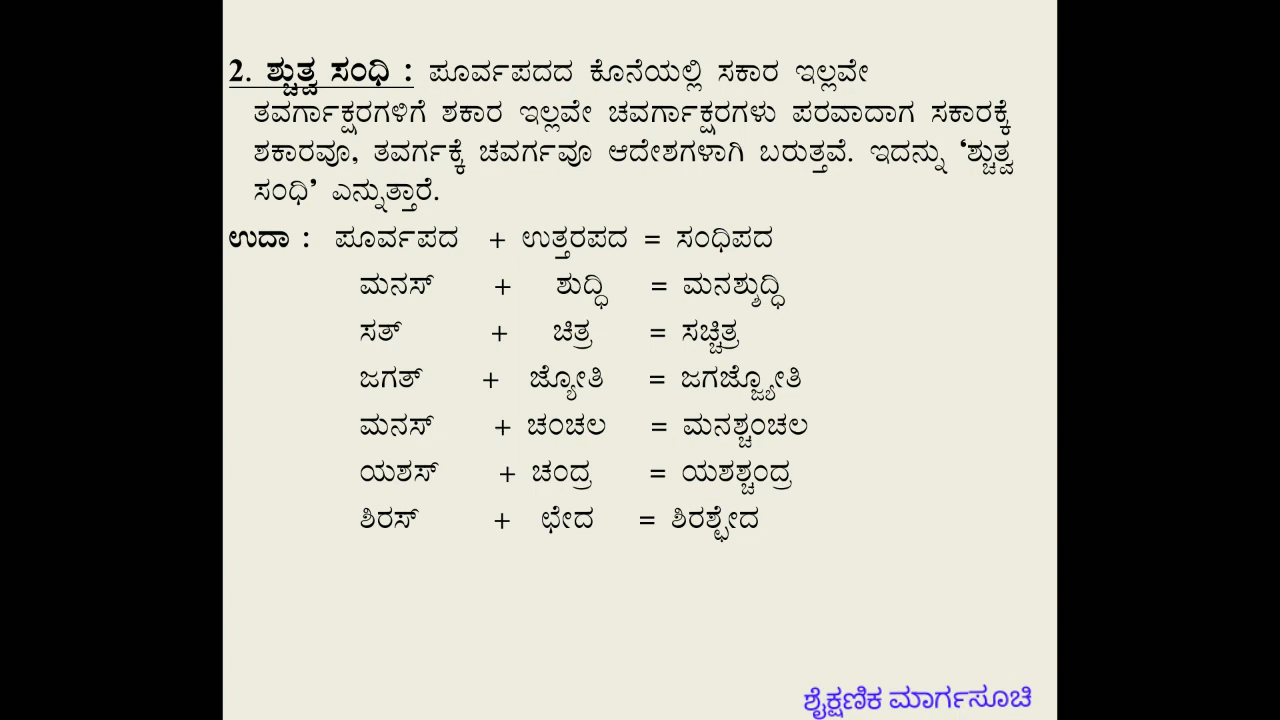 2. ಶ್ಚುತ್ವ ಸಂಧಿ : ಪೂರ್ವಪದದ ಕೊನೆಯಲ್ಲಿ ಸಕಾರ ಇಲ್ಲವೇ
ತವರ್ಗಾಕ್ಷರಗಳಿಗೆ ಶಕಾರ ಇಲ್ಲವೇ ಚವರ್ಗಾಕ್ಷರಗಳು ಪರವಾದಾಗ ಸಕಾರಕ್ಕೆ
ಶಕಾರವೂ, ತವರ್ಗಕ್ಕೆ ಚವರ್ಗವೂ ಆದೇಶಗಳಾಗಿ ಬರುತ್ತವೆ. ಇದನ್ನು ‘ಶ್ಚುತ್ವ
ಸಂಧಿ’ ಎನ್ನುತ್ತಾರೆ.
ಉದಾ : ಪೂರ್ವಪದ + ಉತ್ತರಪದ = ಸಂಧಿಪದ
ಮನಸ್ + ಶುದ್ಧಿ = ಮನಶ್ಶುದ್ಧಿ
ಸತ್ + ಚಿತ್ರ = ಸಚ್ಚಿತ್ರ
ಜಗತ್ + ಜ್ಯೋತಿ = ಜಗಜ್ಜ್ಯೋತಿ
ಮನಸ್ + ಚಂಚಲ = ಮನಶ್ಚಂಚಲ
ಯಶಸ್ + ಚಂದ್ರ = ಯಶಶ್ಚಂದ್ರ
ಶಿರಸ್ + ಛೇದ = ಶಿರಶ್ಛೇದ
ಶೈಕ್ಷಣಿಕ ಮಾರ್ಗಸೂಚಿ